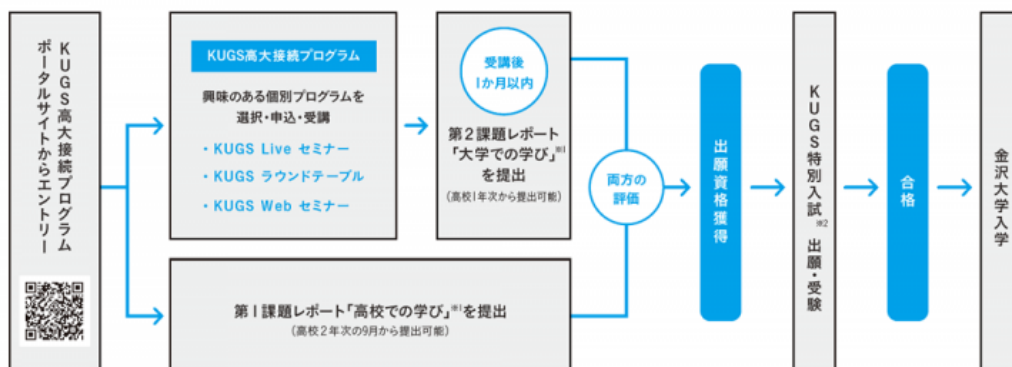 KUGS高大接続プログラム
ポータルサイトからエントリー
KUGS高大接続プログラム
興味のある個別プログラムを
選択・申込・受講
・KUGS Live セミナー
・KUGS ラウンドテーブル
・KUGS Web セミナー
受講後
1か月以内
第2課題レポート
「大学での学び」※1
を提出
(高校1年次から提出可能)
第1課題レポート「高校での学び」※1を提出
(高校2年次の9月から提出可能)
両方の
評価
出願資格獲得
KUGS特別入試※2
出願・受験
合格
金沢大学入学